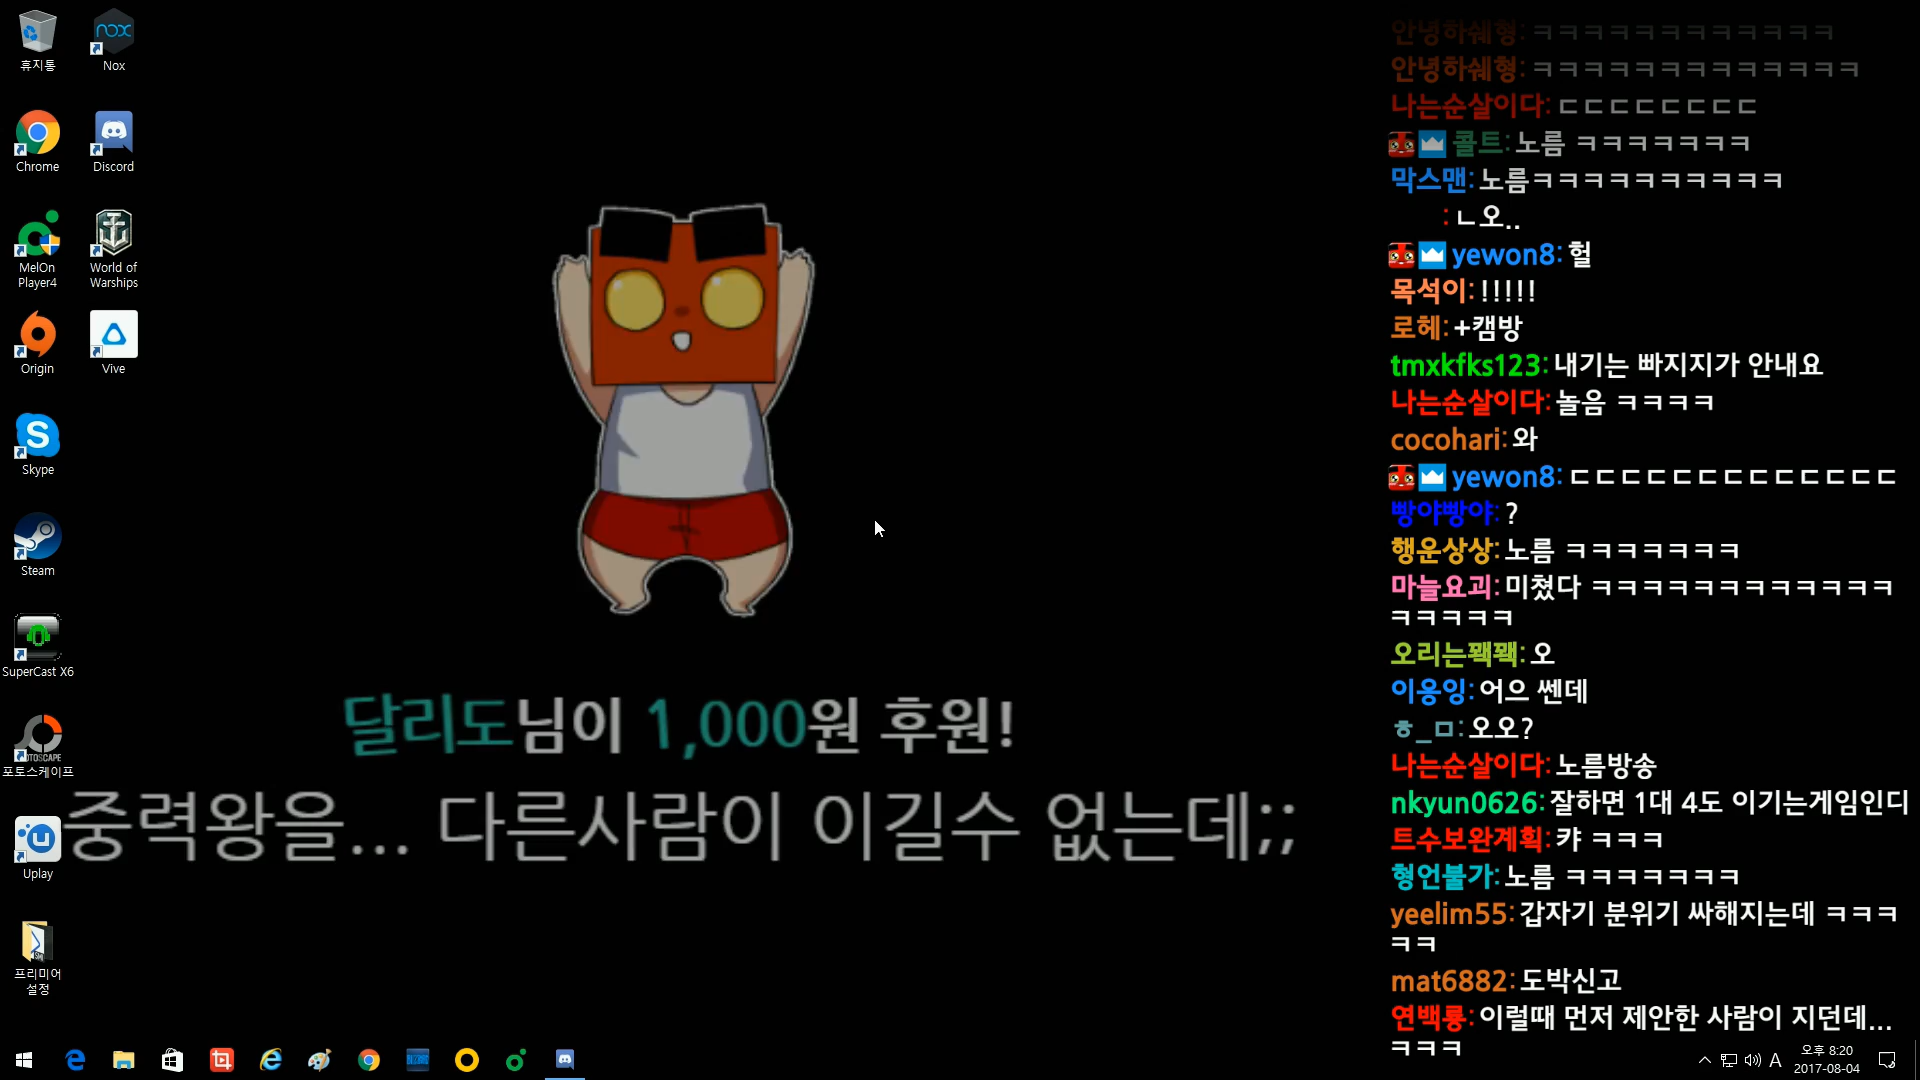 휴지통
Nox
Chrome
Discord
MelOn
Player4
World of
Warships
Origin
Vive
Skype
Steam
SuperCast X6
포토스케이프
Uplay
프리미어
설정
달리도님이 1,000원 후원!
중력왕을... 다른사람이 이길수 없는데;;
안녕하쉐형: ㅋㅋㅋㅋㅋㅋㅋㅋㅋㅋㅋㅋ
안녕하쉐형: ㅋㅋㅋㅋㅋㅋㅋㅋㅋㅋㅋㅋㅋ
나는순살이다: ㄷㄷㄷㄷㄷㄷㄷㄷ
콜트: 노름 ㅋㅋㅋㅋㅋㅋㅋ
막스맨: 노름ㅋㅋㅋㅋㅋㅋㅋㅋㅋㅋ
: ㄴ오..
yewon8: 헐
목석이: !!!!!
로헤: +캠방
tmxkfks123: 내기는 빠지지가 안내요
나는순살이다: 놀음 ㅋㅋㅋㅋ
cocohari: 와
yewon8: ㄷㄷㄷㄷㄷㄷㄷㄷㄷㄷㄷㄷㄷ
빵야빵야: ?
행운상상: 노름 ㅋㅋㅋㅋㅋㅋㅋ
마늘요괴: 미쳤다 ㅋㅋㅋㅋㅋㅋㅋㅋㅋㅋㅋㅋ
ㅋㅋㅋㅋㅋ
오리는꽥꽥: 오
이응잉: 어으 쎈데
ㅎ_ㅁ: 오오?
나는순살이다: 노름방송
nkyun0626: 잘하면 1대 4도 이기는게임인디
트수보완계획: 캬 ㅋㅋㅋ
형언불가: 노름 ㅋㅋㅋㅋㅋㅋㅋ
yeelim55: 갑자기 분위기 싸해지는데 ㅋㅋㅋ
ㅋㅋ
mat6882: 도박신고
연백룡: 이럴때 먼저 제안한 사람이 지던데...
ㅋㅋㅋ
A
오후 8:20
2017-08-04